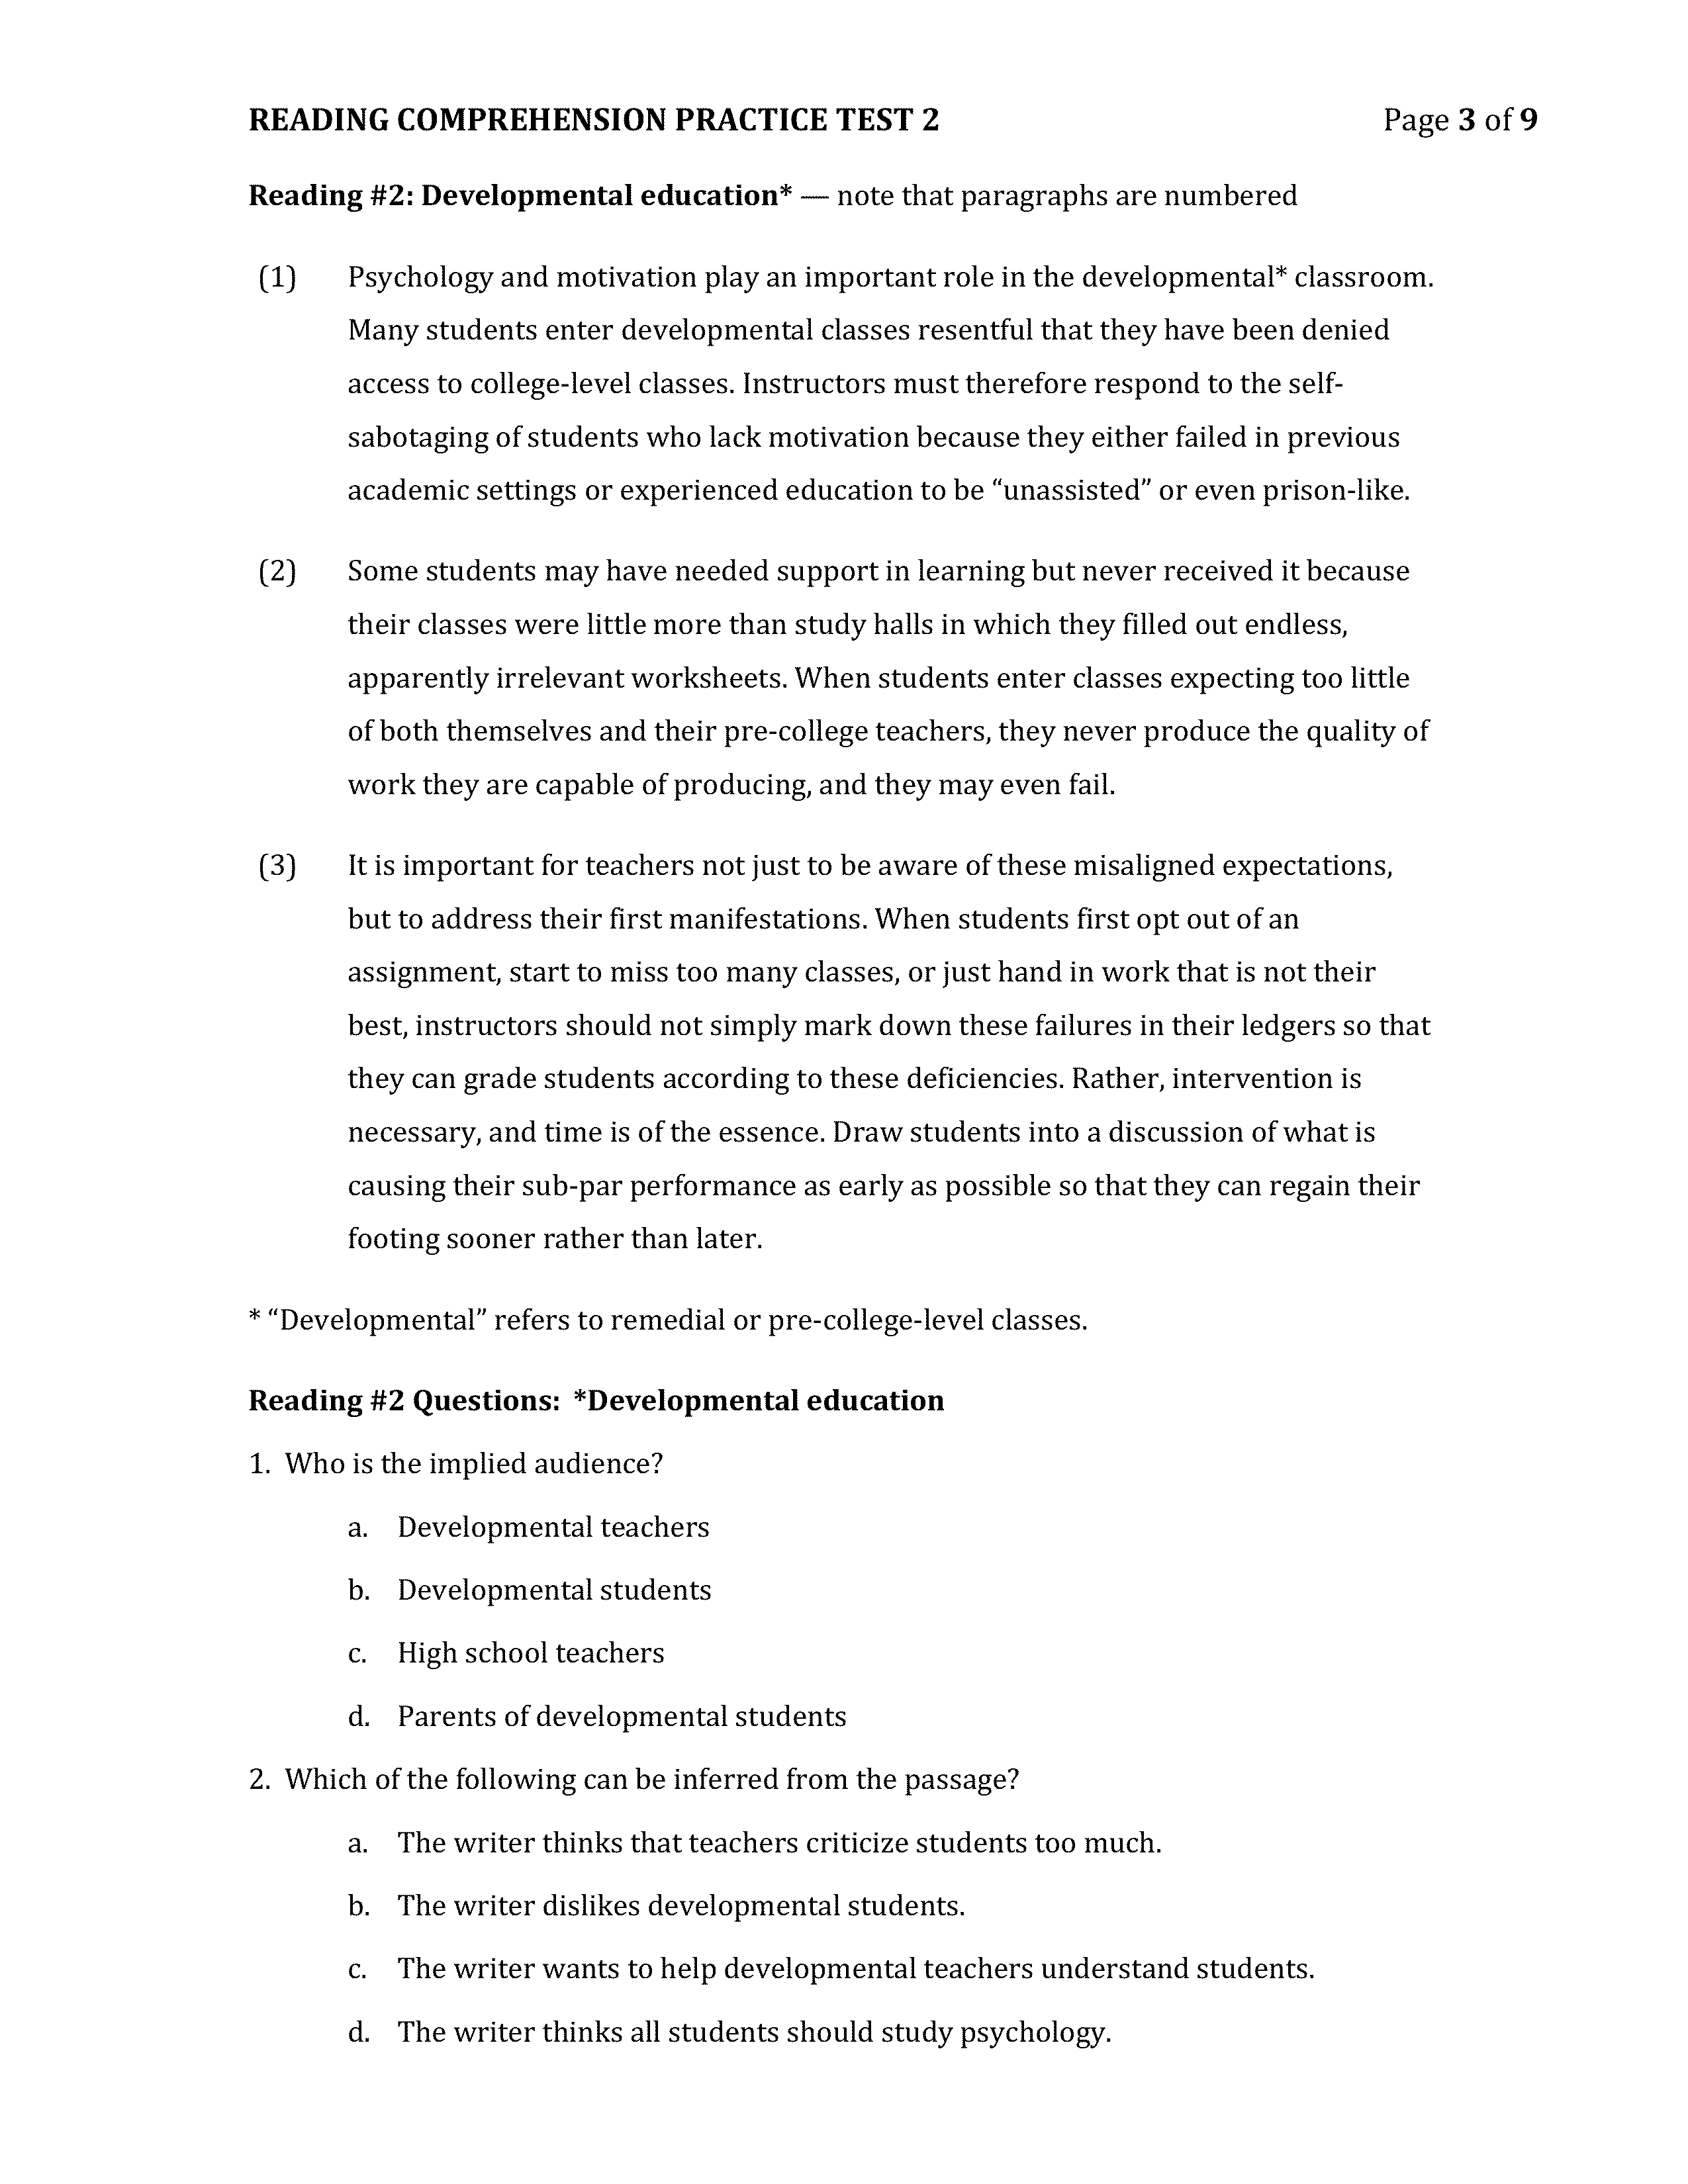 READING COMPREHENSION PRACTICE TEST 2 Page 3 of 9
Reading #2: Developmental education* — note that paragraphs are numbered
(1) Psychology and motivation play an important role in the developmental* classroom.
Many students enter developmental classes resentful that they have been denied
access to college-level classes. Instructors must therefore respond to the self-
sabotaging of students who lack motivation because they either failed in previous
academic settings or experienced education to be “unassisted” or even prison-like.
(2) Some students may have needed support in learning but never received it because
their classes were little more than study halls in which they filled out endless,
apparently irrelevant worksheets. When students enter classes expecting too little
of both themselves and their pre-college teachers, they never produce the quality of
work they are capable of producing, and they may even fail.
(3) It is important for teachers not just to be aware of these misaligned expectations,
but to address their first manifestations. When students first opt out of an
assignment, start to miss too many classes, or just hand in work that is not their
best, instructors should not simply mark down these failures in their ledgers so that
they can grade students according to these deficiencies. Rather, intervention is
necessary, and time is of the essence. Draw students into a discussion of what is
causing their sub-par performance as early as possible so that they can regain their
footing sooner rather than later.
* “Developmental” refers to remedial or pre-college-level classes.
Reading #2 Questions: *Developmental education
1. Who is the implied audience?
a. Developmental teachers
b. Developmental students
c. High school teachers
d. Parents of developmental students
2. Which of the following can be inferred from the passage?
a. The writer thinks that teachers criticize students too much.
b. The writer dislikes developmental students.
c. The writer wants to help developmental teachers understand students.
d. The writer thinks all students should study psychology.